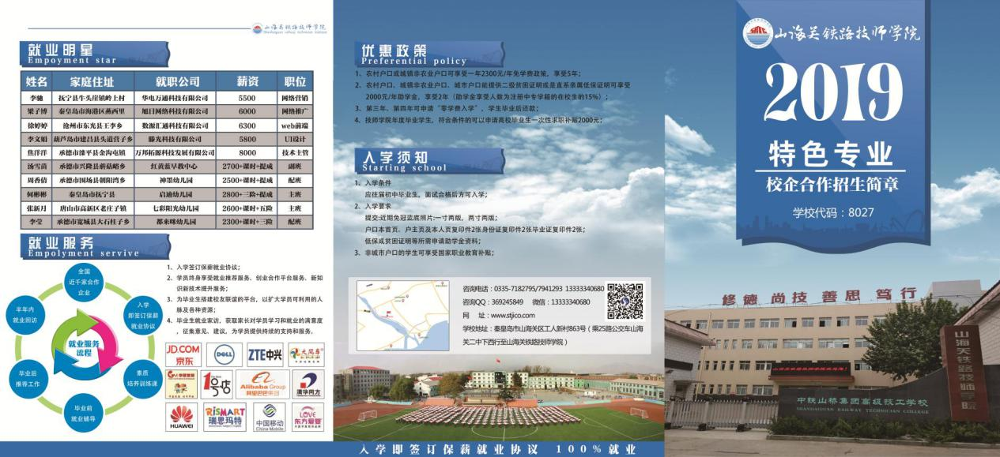 山海关铁路技师学院
Shanhaiguan railway technician institute
就业明星
Empoyment star
姓名 家庭住址 就职公司 薪资 职位
李驰 抚宁县牛头崖镇岭上村 华电万通科技有限公司 5500 网络营销
梁子博 秦皇岛市海港区燕西里 旭日网络科技有限公司 6000 网络推广
徐婷婷 沧州市东光县王李乡 数源汇通科技有限公司 6300 web前端
李文娟 葫芦岛市建昌县头道营子乡 滕光科技有限公司 5800 UI设计
焦洋洋 承德市滦平县金沟屯镇 万邦拓源科技发展有限公司 8000 技术主管
汤雪苗 承德市兴隆县蘑菇峪乡 红黄蓝早教中心 2700+课时+提成 副班
周香倩 承德市围场县朝阳湾乡 神墨幼儿园 2500+课时+提成 配班
何彬彬 秦皇岛市抚宁县 启迪幼儿园 2800+三险+提成 主班
张新月 唐山市高新区老庄子镇 七彩阳光幼儿园 2600+课时+五险 主班
李莹 承德市宽城县大石柱子乡 都来咪幼儿园 2300+课时+三险 配班
就业服务
Empolyment servive
全国
近千家合作
企业
入学
即签订保薪
就业协议
素质
培养训练课
毕业前
就业辅导
毕业后
推荐工作
半年内
就业回访
就业服务
流程
1、入学签订保薪就业协议；
2、学员终身享受就业推荐服务、创业合作平台服务、新知
识新技术提升服务；
3、为毕业生搭建校友联谊的平台，以扩大学员可利用的人
脉及各种资源；
4、毕业生就业家访，获取家长对学员学习和就业的满意度
，征集意见、建议，为学员提供持续的支持和服务。
JD.COM
京东
DELL
ZTE中兴
大风车
1号店
Alibaba Group
阿里巴巴集团
清华同方
HUAWEI
RISMART
瑞思玛特
中国移动
China Mobile
LOVE
东方爱婴
优惠政策
Preferential policy
1、农村户口或城镇非农业户口可享受一年2300元/年免学费政策，享受5年；
2、农村户口、城镇非农业户口、城市户口能提供二级贫困证明或是直系亲属低保证明可享受
2000元/年助学金，享受2年（助学金享受人数为注册中专学籍的在校生的15%）；
3、第三年、第四年可申请“零学费入学”，学生毕业后还款；
4、技师学院年度毕业学生，符合条件的可以申请高校毕业生一次性求职补贴2000元；
入学须知
Starting school
1、入学条件
应往届初中毕业生，面试合格后方可入学；
2、入学要求
提交:近期免冠蓝底照片:一寸两版，两寸两版；
户口本首页、户主页及本人页复印件2张身份证复印件2张毕业证复印件2张；
低保或贫困证明等所需申请助学金资料；
3、非城市户口的学生可享受国家职业教育补贴；
咨询电话：0335-7182795/7941293 13333340680
咨询QQ：369245849 微信：13333340680
网 址：www.stjico.com
学校地址：秦皇岛市山海关区工人新村863号（ 乘25路公交车山海
关二中下西行至山海关铁路技师学院 ）
入学即签订保薪就业协议 100%就业
山海关铁路技师学院
2019
特色专业
校企合作招生简章
学校代码：8027
修德 尚技 善思 笃行
山海关铁路技师学院
中铁山桥集团高级技工学校
SHANHAIGUAN RAILWAY TECHNICIAN COLLEGE